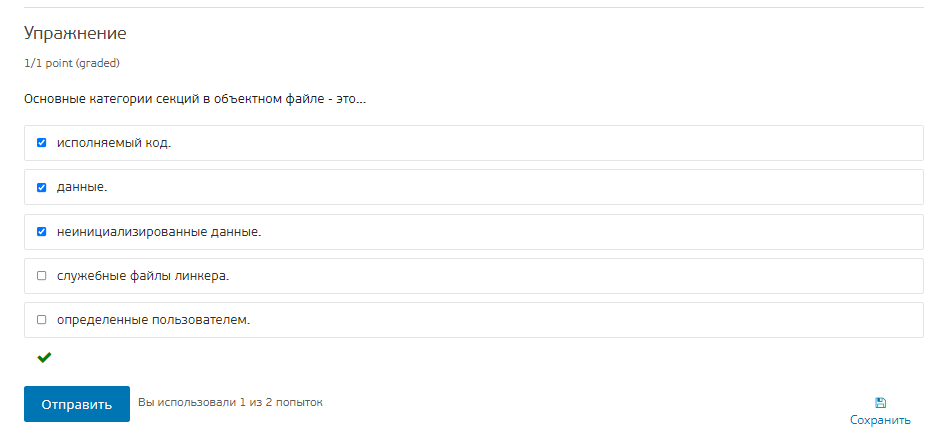 Упражнение
1/1 point (graded)
Основные категории секций в объектном файле - это...
исполняемый код.
данные.
неинициализированные данные.
служебные файлы линкера.
определенные пользователем.
Отправить
Вы использовали 1 из 2 попыток
Сохранить